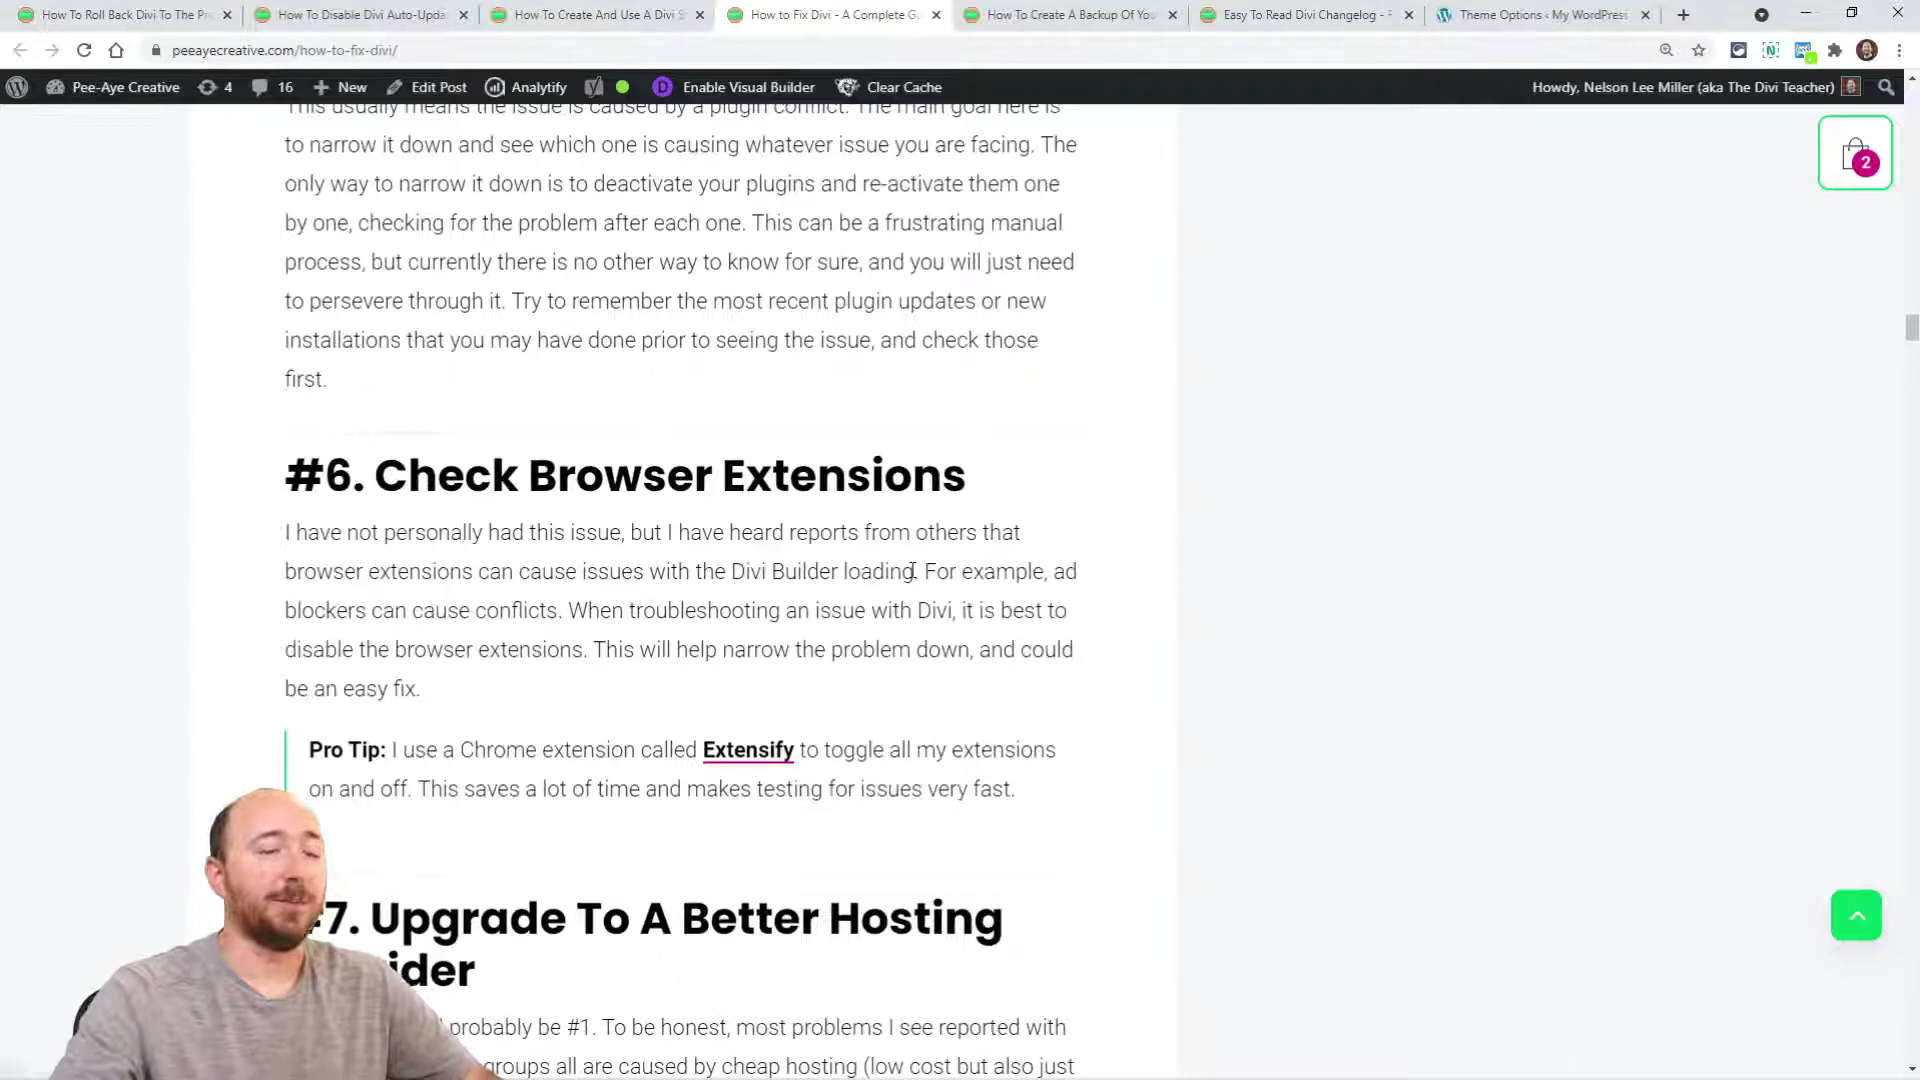 How To Roll Back Divi To The Pr
How To Disable Divi Auto-Upda
How To Create And Use A Divi S
How to Fix Divi - A Complete G
How To Create A Backup Of Yo
Easy To Read Divi Changelog -
Theme Options ‹ My WordPress
peeayecreative.com/how-to-fix-divi/
Pee-Aye Creative 4 16 New Edit Post Analytify Enable Visual Builder Clear Cache Howdy, Nelson Lee Miller (aka The Divi Teacher)
2
This usually means the issue is caused by a plugin conflict. The main goal here is
to narrow it down and see which one is causing whatever issue you are facing. The
only way to narrow it down is to deactivate your plugins and re-activate them one
by one, checking for the problem after each one. This can be a frustrating manual
process, but currently there is no other way to know for sure, and you will just need
to persevere through it. Try to remember the most recent plugin updates or new
installations that you may have done prior to seeing the issue, and check those
first.
#6. Check Browser Extensions
I have not personally had this issue, but I have heard reports from others that
browser extensions can cause issues with the Divi Builder loading. For example, ad
blockers can cause conflicts. When troubleshooting an issue with Divi, it is best to
disable the browser extensions. This will help narrow the problem down, and could
be an easy fix.
Pro Tip: I use a Chrome extension called Extensify to toggle all my extensions
on and off. This saves a lot of time and makes testing for issues very fast.
#7. Upgrade To A Better Hosting
ider
probably be #1. To be honest, most problems I see reported with
groups all are caused by cheap hosting (low cost but also just